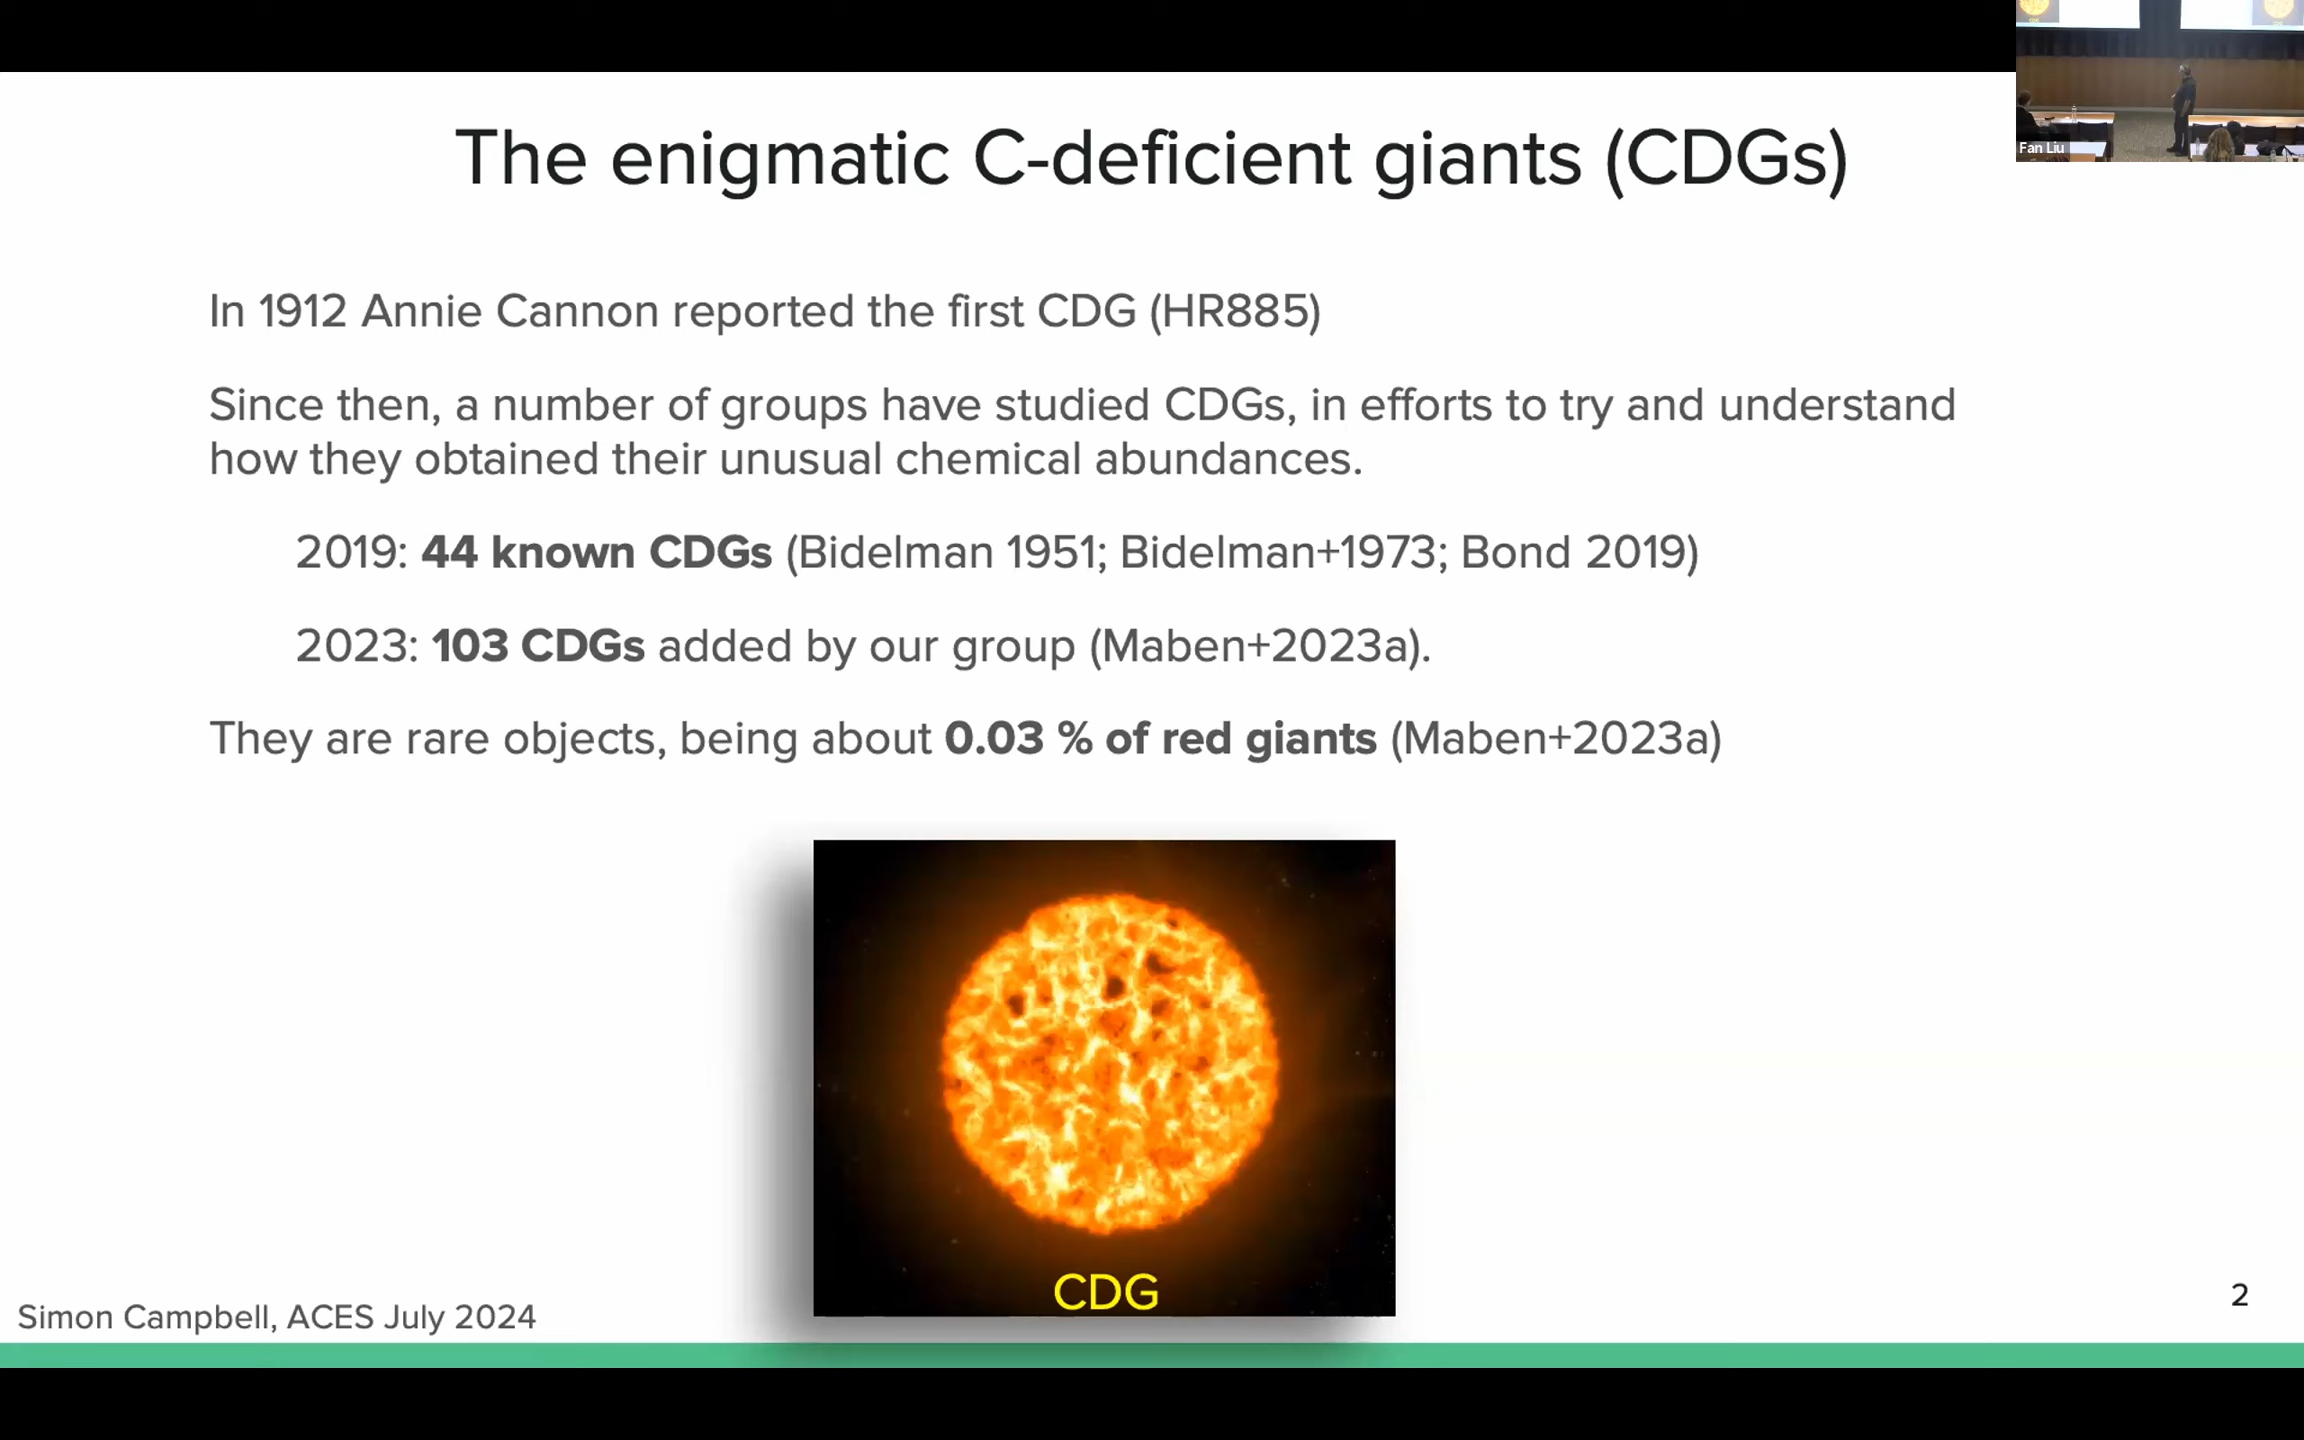 The enigmatic C-deficient giants (CDGs)
Fan Liu
In 1912 Annie Cannon reported the first CDG (HR885)
Since then, a number of groups have studied CDGs, in efforts to try and understand
how they obtained their unusual chemical abundances.
2019: 44 known CDGs (Bidelman 1951; Bidelman+1973; Bond 2019)
2023: 103 CDGs added by our group (Maben+2023a).
They are rare objects, being about 0.03 % of red giants (Maben+2023a)
CDG
2
Simon Campbell, ACES July 2024